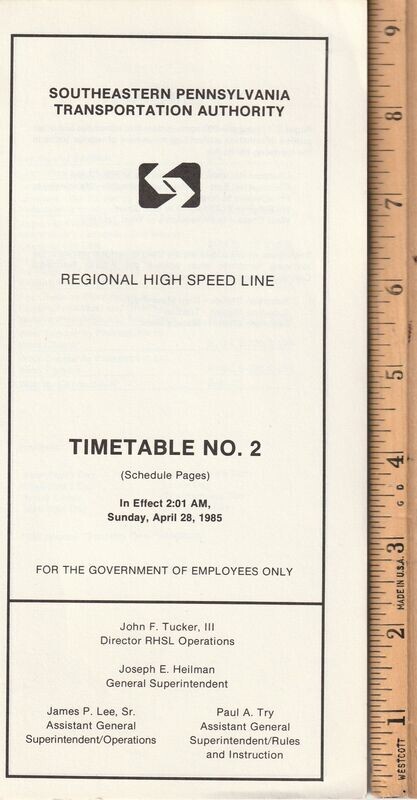 SOUTHEASTERN PENNSYLVANIA
TRANSPORTATION AUTHORITY
REGIONAL HIGH SPEED LINE
TIMETABLE NO. 2
(Schedule Pages)
In Effect 2:01 AM,
Sunday, April 28, 1985
FOR THE GOVERNMENT OF EMPLOYEES ONLY
John F. Tucker, III
Director RHSL Operations
Joseph E. Heilman
General Superintendent
James P. Lee, Sr.
Assistant General
Superintendent/Operations
Paul A. Try
Assistant General
Superintendent/Rules
and Instruction
9
8
7
6
5
4
G D
3
MADE IN U.S.A.
2
1
WESTCOTT